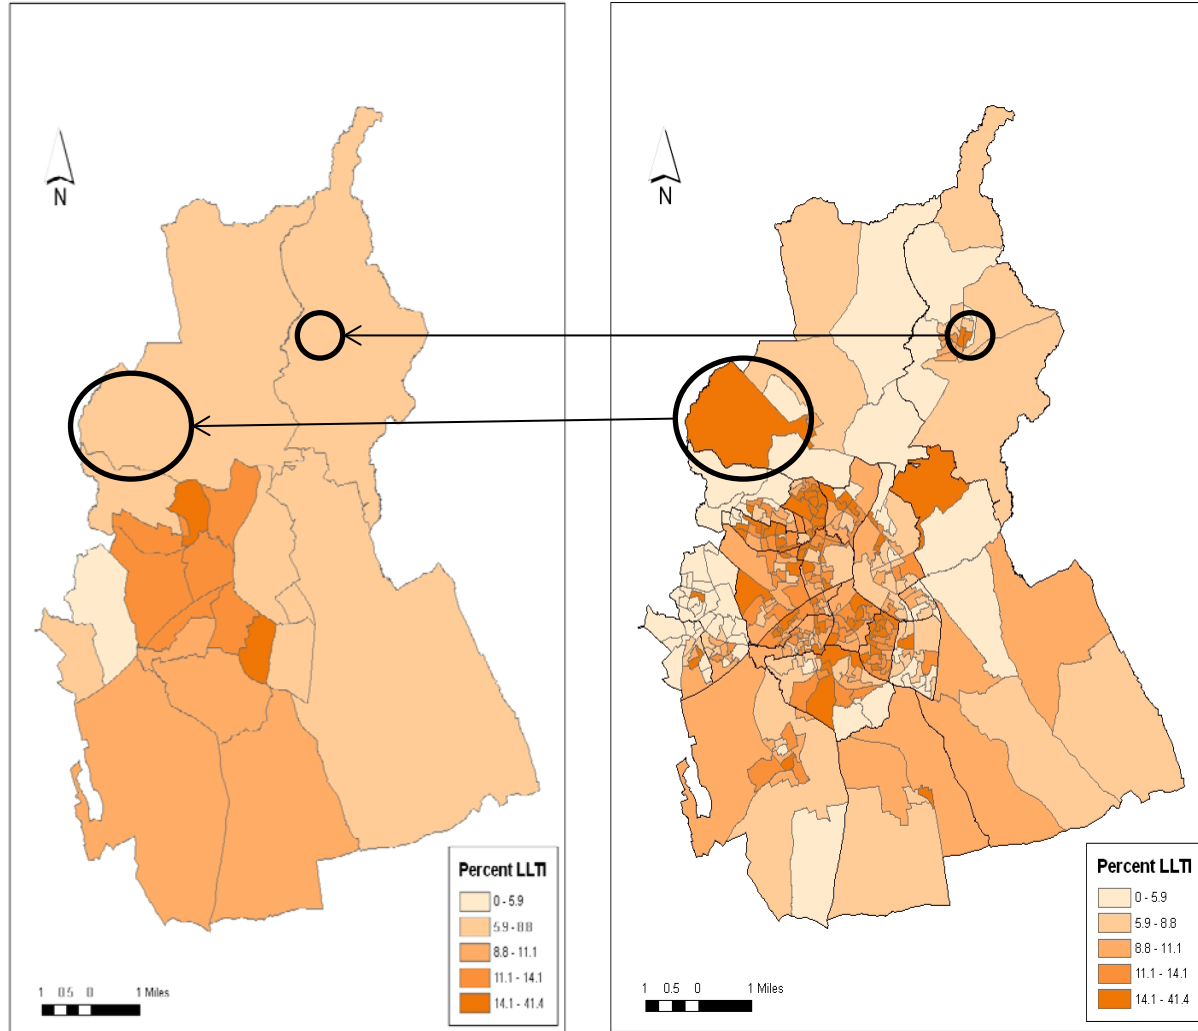 N
Percent LLTI
0 - 5.9
5.9 - 8.8
8.8 - 11.1
11.1 - 14.1
14.1 - 41.4
1 0.5 0 1 Miles
N
Percent LLTI
0 - 5.9
5.9 - 8.8
8.8 - 11.1
11.1 - 14.1
14.1 - 41.4
1 0.5 0 1 Miles